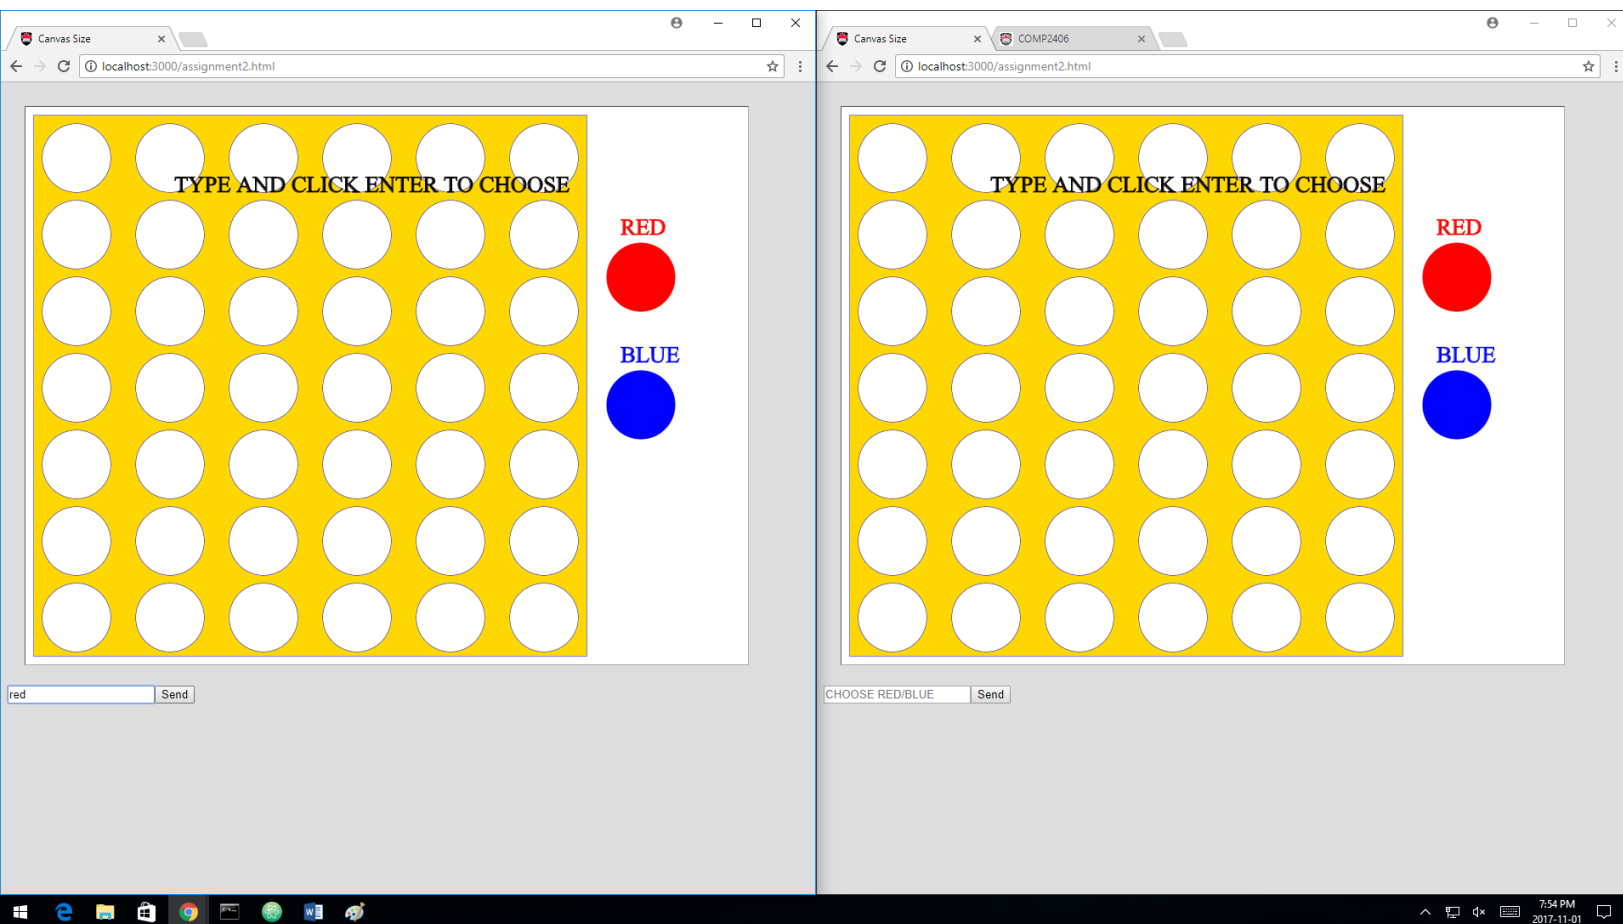 Canvas Size
localhost:3000/assignment2.html
TYPE AND CLICK ENTER TO CHOOSE
RED
BLUE
red
Send
Canvas Size
COMP2406
localhost:3000/assignment2.html
TYPE AND CLICK ENTER TO CHOOSE
RED
BLUE
CHOOSE RED/BLUE
Send
7:54 PM
2017-11-01